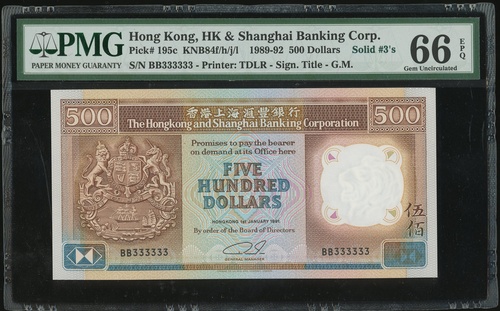 PMG
PAPER MONEY GUARANTY
Hong Kong, HK & Shanghai Banking Corp.
Pick# 195c KNB84f/h/j/l 1989-92 500 Dollars Solid #3's
S/N BB333333 - Printer: TDLR - Sign. Title - G.M.
66
EPQ
Gem Uncirculated
500
香港上海滙豐銀行
500
The Hongkong and Shanghai Banking Corporation
Promises to pay the bearer
on demand at its Office here
FIVE
HUNDRED
DOLLARS
HONGKONG 1ST JANUARY 1991
By order of the Board of Directors
伍佰
GENERAL MANAGER
BB333333
BB333333